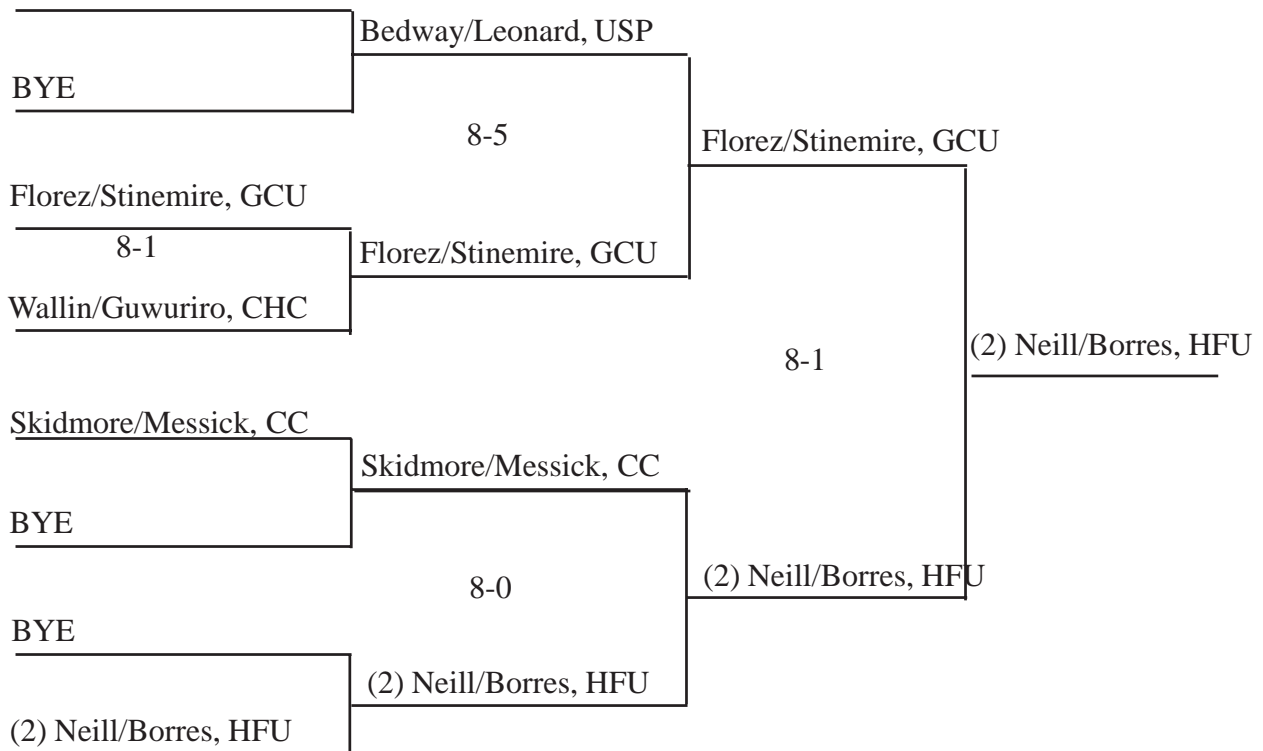 Bedway/Leonard, USP
BYE
8-5
Florez/Stinemire, GCU
Florez/Stinemire, GCU
8-1
Florez/Stinemire, GCU
Wallin/Guwuriro, CHC
(2) Neill/Borres, HFU
8-1
Skidmore/Messick, CC
Skidmore/Messick, CC
BYE
(2) Neill/Borres, HFU
8-0
BYE
(2) Neill/Borres, HFU
(2) Neill/Borres, HFU